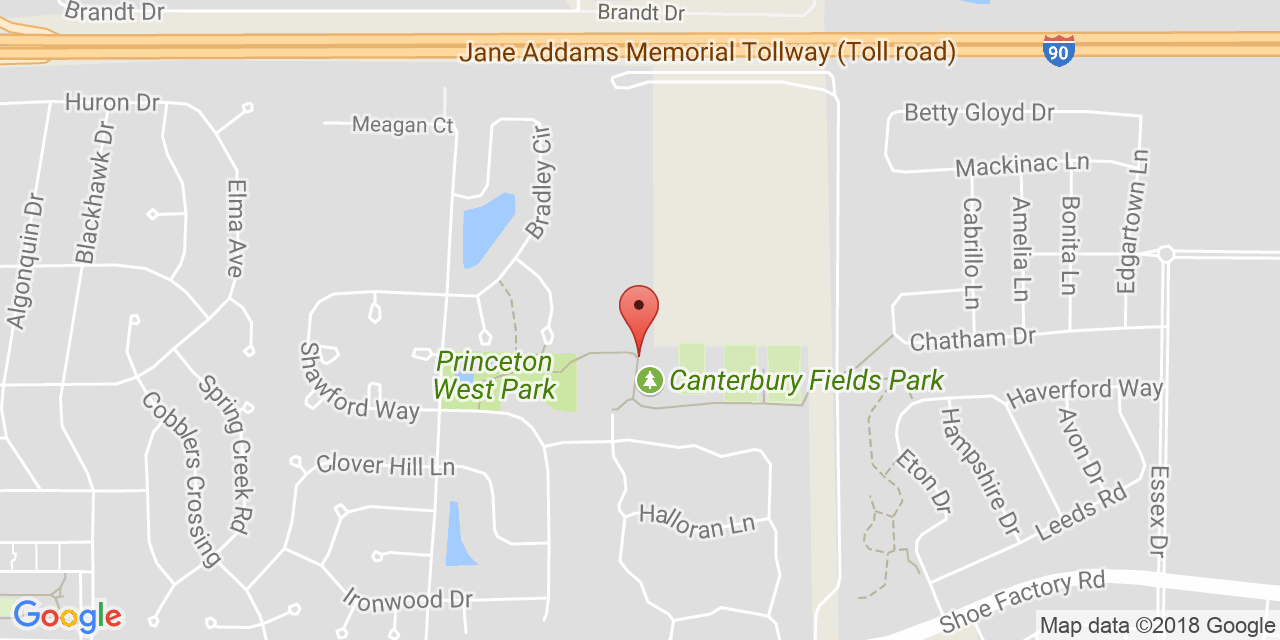 Brandt Dr
Brandt Dr
Jane Addams Memorial Tollway (Toll road)
90
Huron Dr
Meagan Ct
Betty Gloyd Dr
Blackhawk Dr
Bradley Cir
Mackinac Ln
Edgartown Ln
Elma Ave
Algonquin Dr
Cabrillo Ln
Amelia Ln
Bonita Ln
Chatham Dr
Princeton
West Park
Canterbury Fields Park
Shawford Way
Spring Creek Rd
Cobblers Crossing
Haverford Way
Hampshire Dr
Avon Dr
Eton Dr
Clover Hill Ln
Leeds Rd
Essex Dr
Halloran Ln
Ironwood Dr
Shoe Factory Rd
Google
Map data ©2018 Google